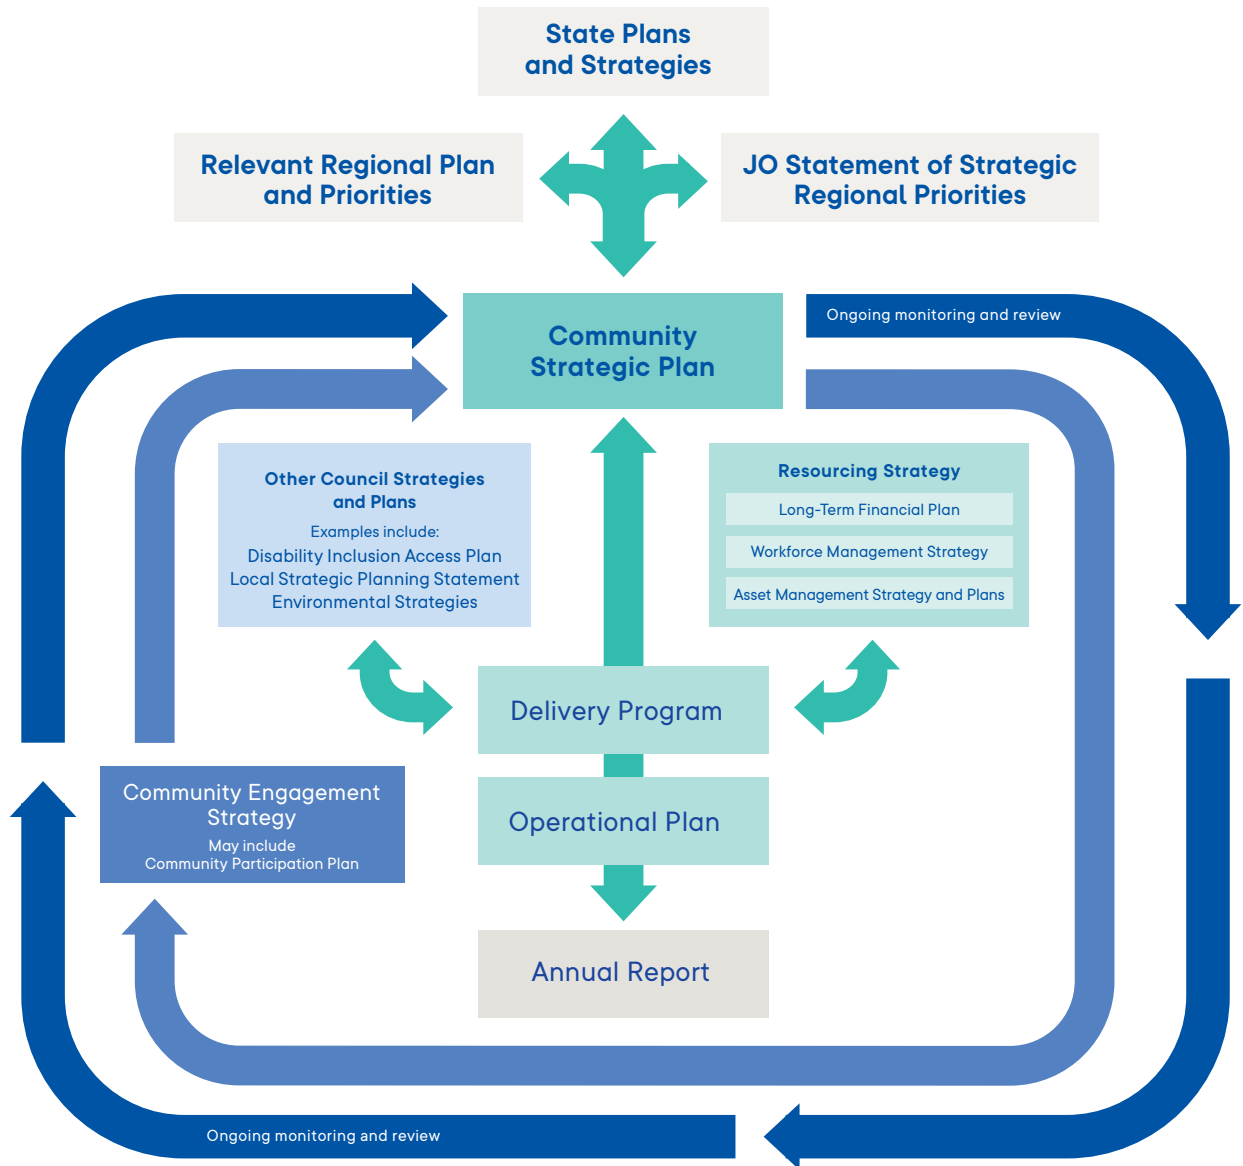 State Plans
and Strategies
Relevant Regional Plan
and Priorities
JO Statement of Strategic
Regional Priorities
Community
Strategic Plan
Ongoing monitoring and review
Other Council Strategies
and Plans
Examples include:
Disability Inclusion Access Plan
Local Strategic Planning Statement
Environmental Strategies
Resourcing Strategy
Long-Term Financial Plan
Workforce Management Strategy
Asset Management Strategy and Plans
Delivery Program
Community Engagement
Strategy
May include
Community Participation Plan
Operational Plan
Annual Report
Ongoing monitoring and review